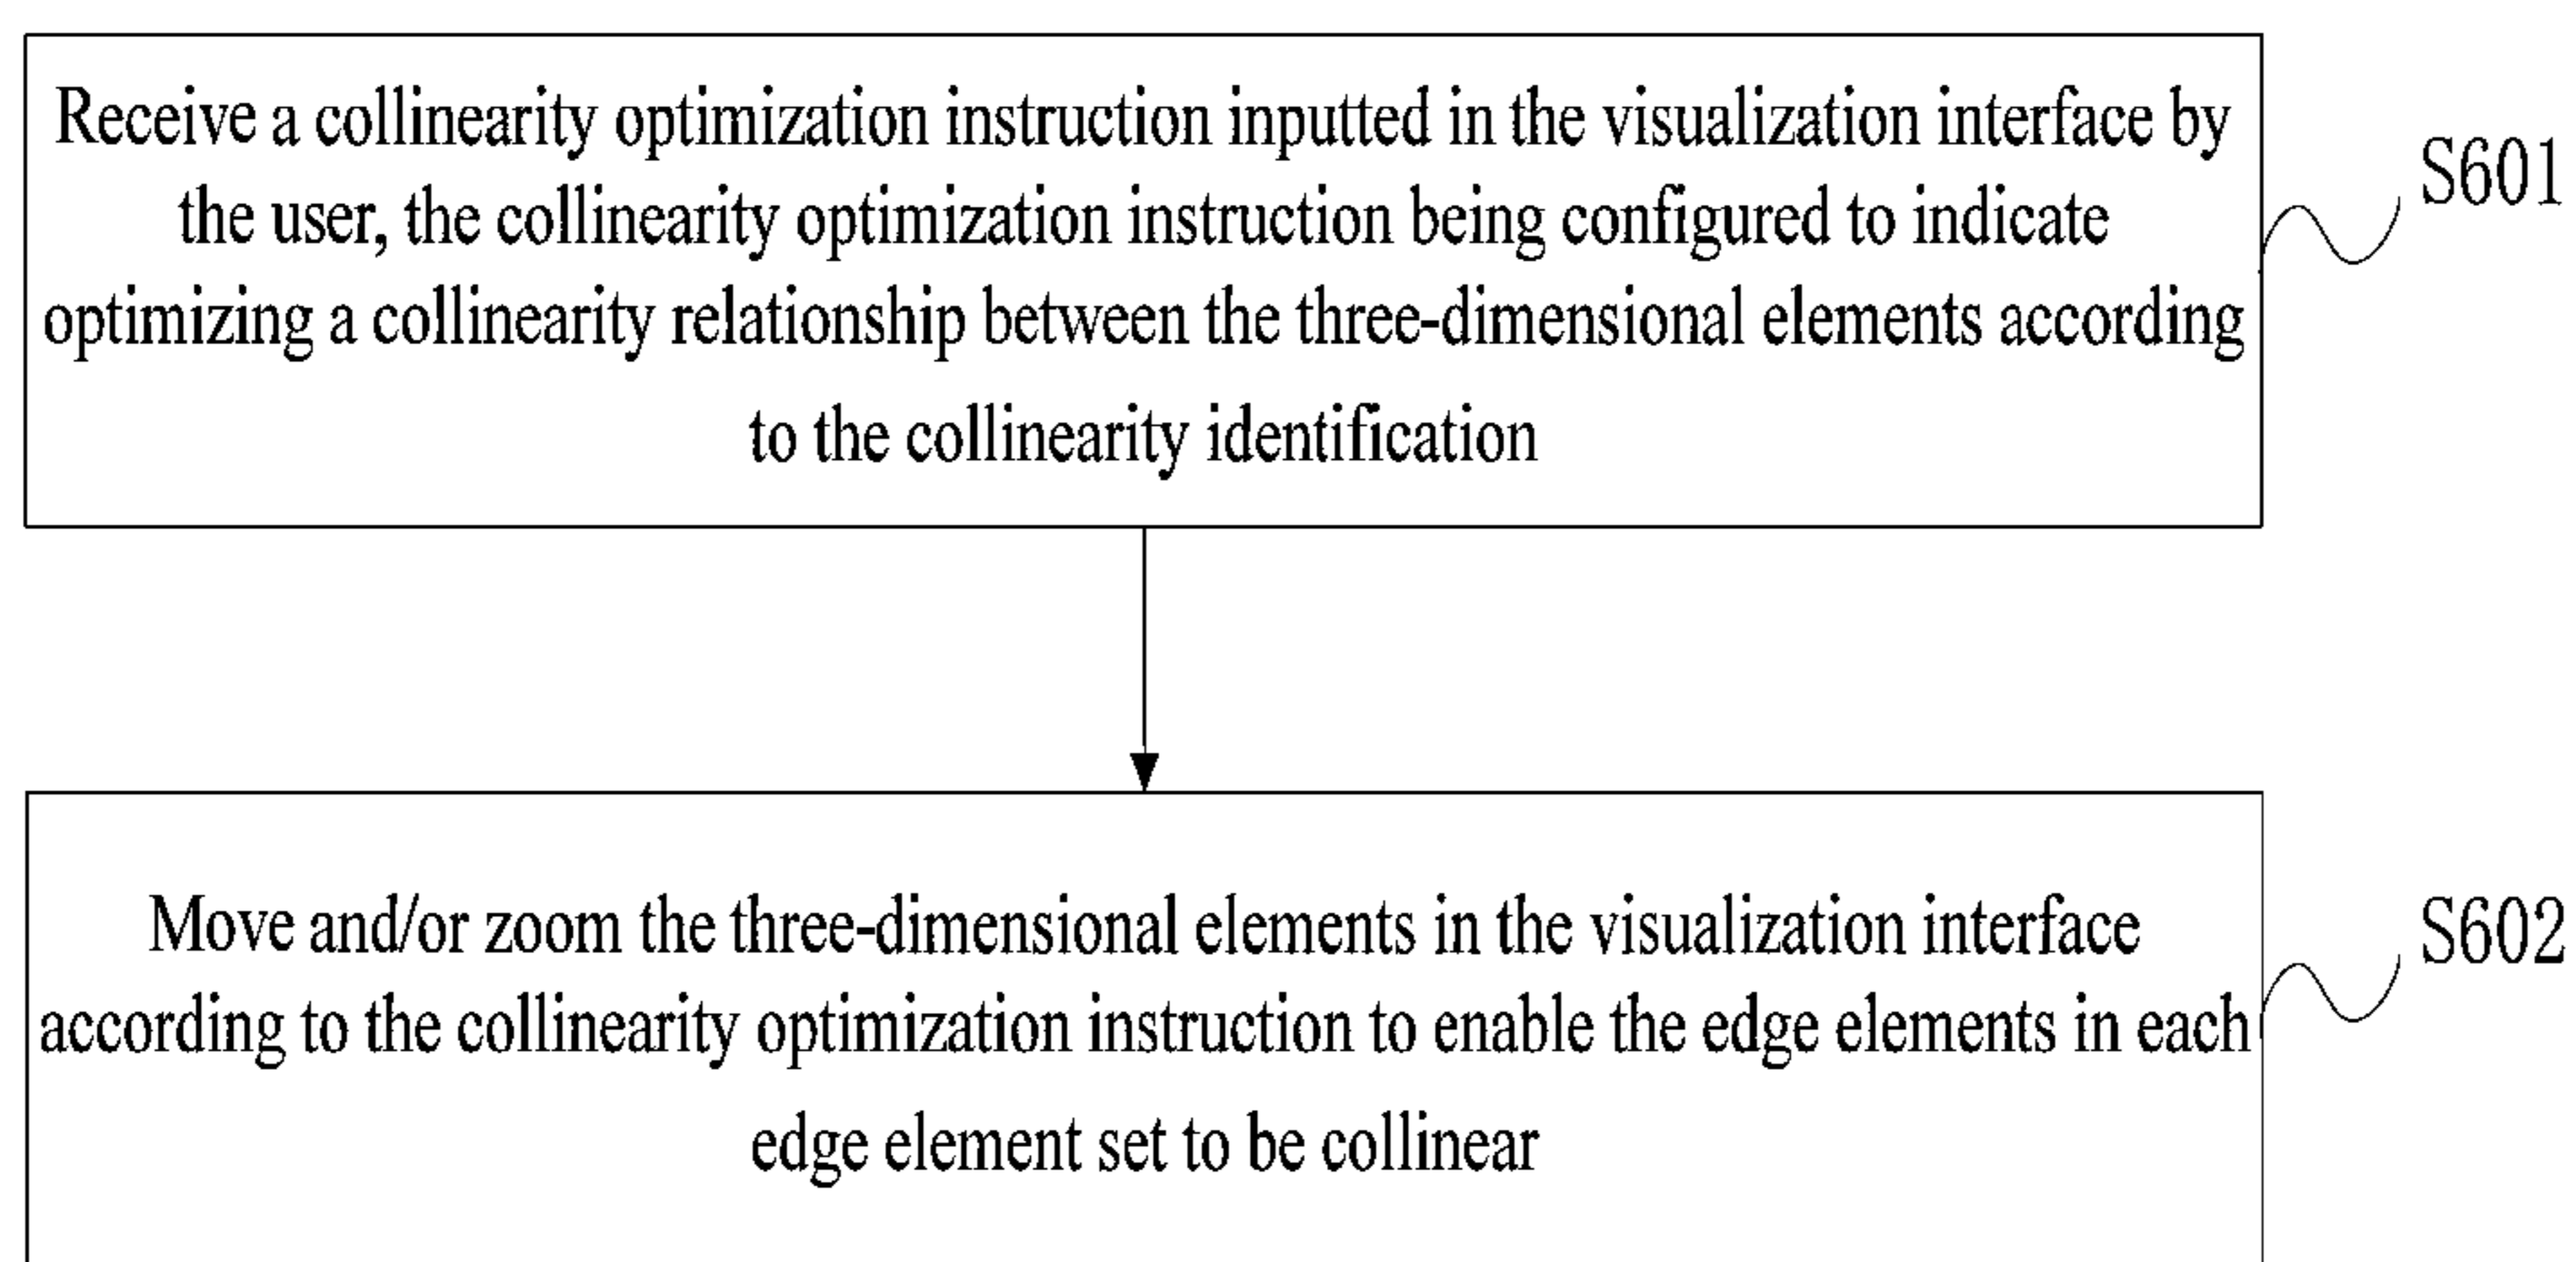 Receive a collinearity optimization instruction inputted in the visualization interface by
the user, the collinearity optimization instruction being configured to indicate
optimizing a collinearity relationship between the three-dimensional elements according
to the collinearity identification
S601
Move and/or zoom the three-dimensional elements in the visualization interface
according to the collinearity optimization instruction to enable the edge elements in each
edge element set to be collinear
S602